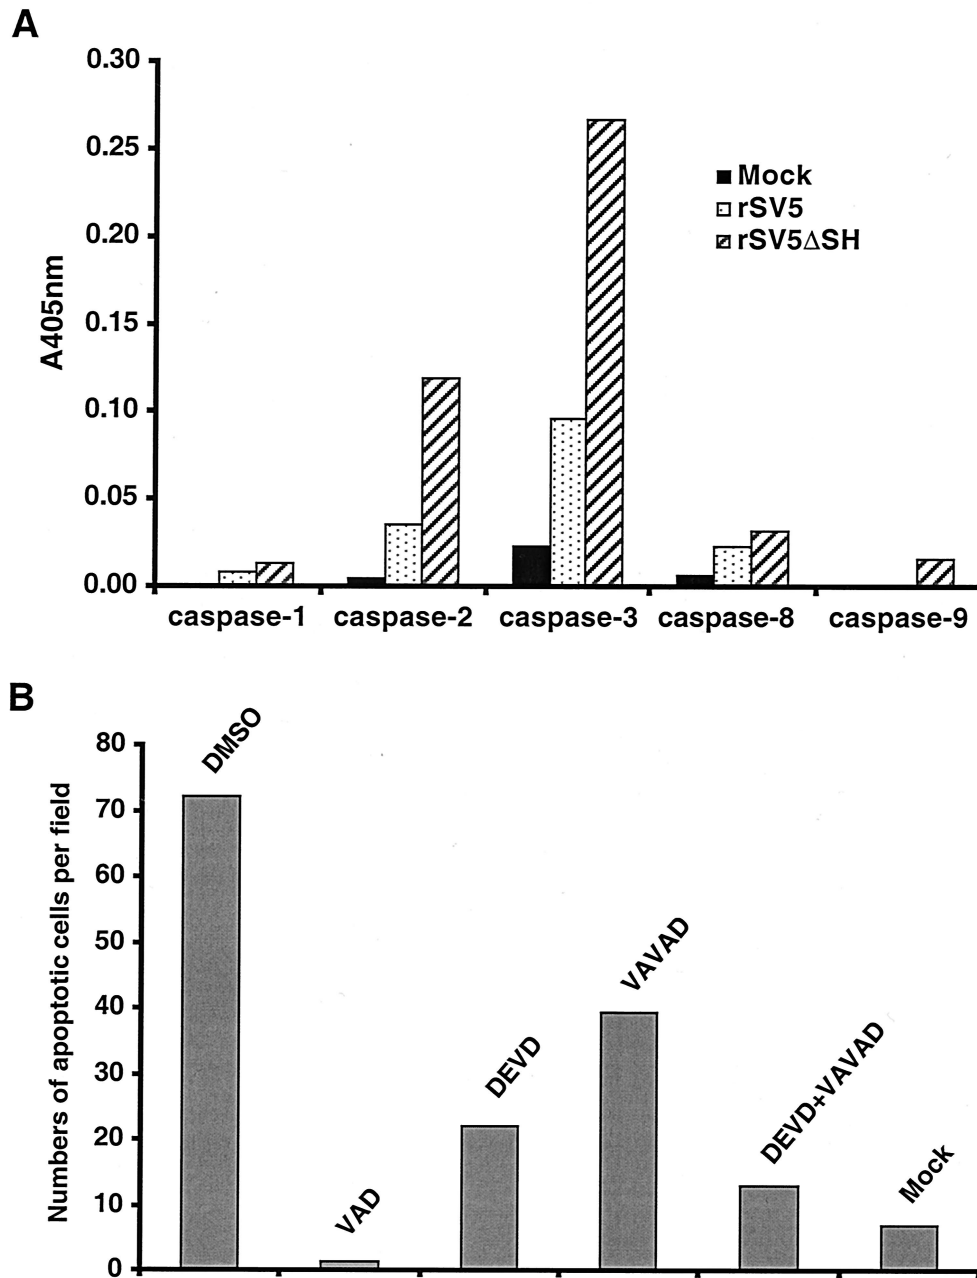 A
0.30
0.25
0.20
0.15
0.10
0.05
0.00
A405nm
Mock
rSV5
rSV5ΔSH
caspase-1 caspase-2 caspase-3 caspase-8 caspase-9
B
80
70
60
50
40
30
20
10
0
Numbers of apoptotic cells per field
DMSO
VAD
DEVD
VAVAD
DEVD+VAVAD
Mock